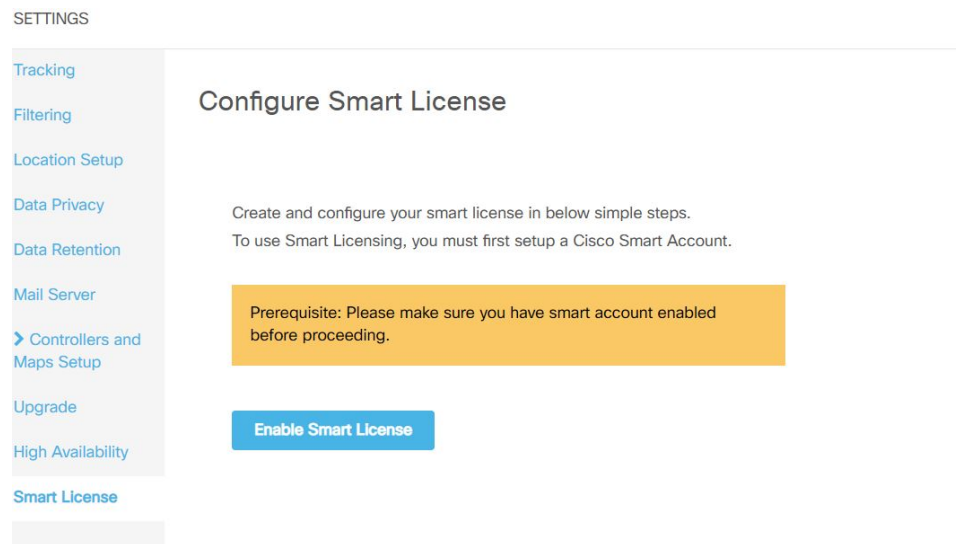 SETTINGS
Tracking
Filtering
Location Setup
Data Privacy
Data Retention
Mail Server
Controllers and
Maps Setup
Upgrade
High Availability
Smart License
Configure Smart License
Create and configure your smart license in below simple steps.
To use Smart Licensing, you must first setup a Cisco Smart Account.
Prerequisite: Please make sure you have smart account enabled
before proceeding.
Enable Smart License